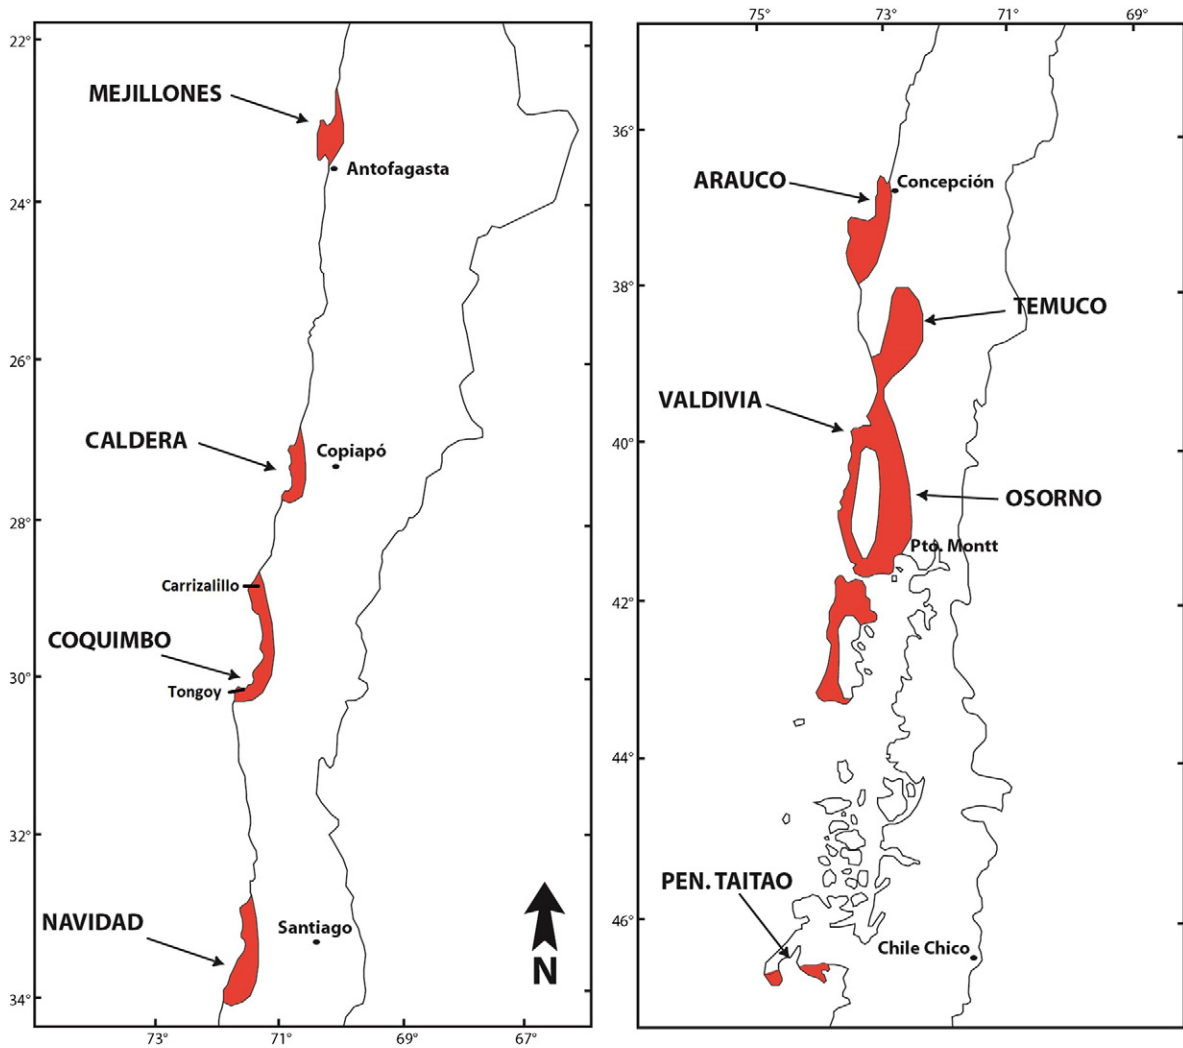 22°
MEJILLONES
Antofagasta
24°
26°
CALDERA
Copiapó
28°
Carrizalillo
COQUIMBO
Tongoy
30°
32°
NAVIDAD
Santiago
N
34°
73°
71°
69°
67°
75°
73°
71°
69°
36°
ARAUCO
Concepción
38°
TEMUCO
VALDIVIA
40°
OSORNO
Pto. Montt
42°
44°
PEN. TAITAO
46°
Chile Chico